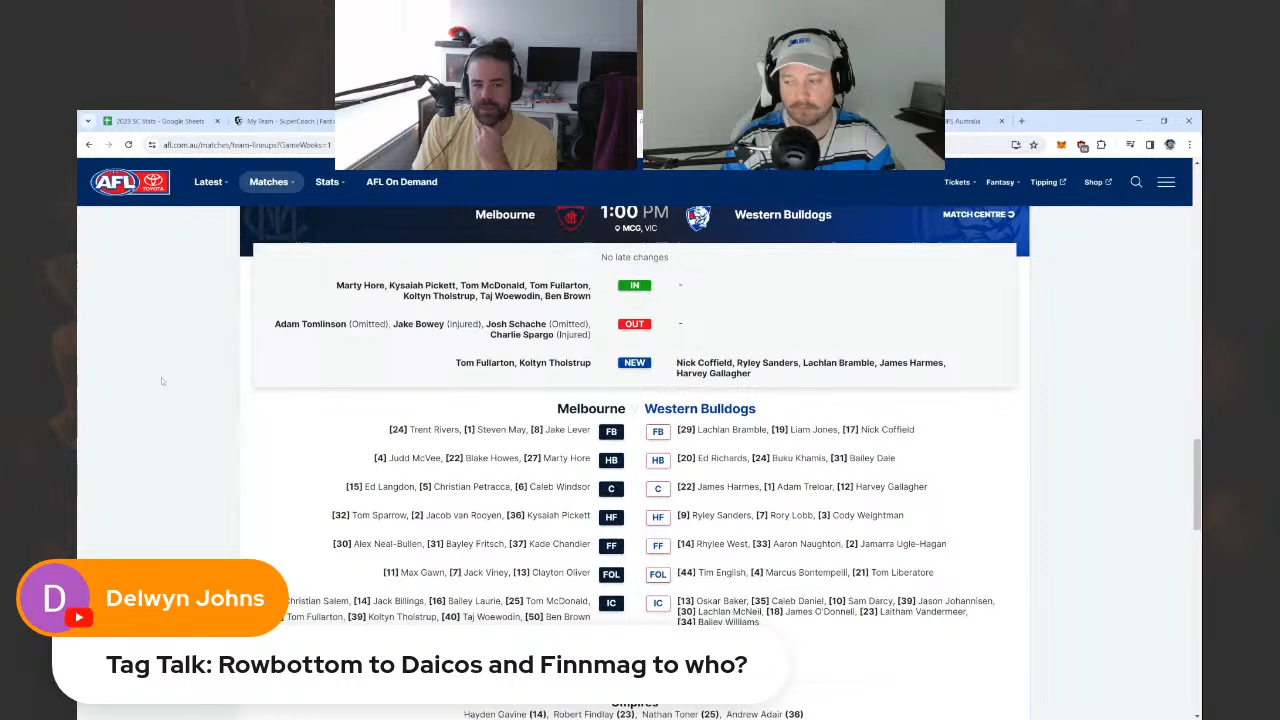 2023 SC Stats - Google Sheets
My Team - SuperCoach | Fant
Australia
afl.com.au/matches/team-lineups?GameWeeks=1
AFL
TOYOTA
Latest
Matches
Stats
AFL On Demand
Tickets
Fantasy
Tipping
Shop
Melbourne
1:00 PM
Western Bulldogs
MATCH CENTRE
MCG, VIC
No late changes
Marty Hore, Kysaiah Pickett, Tom McDonald, Tom Fullarton, IN -
Koltyn Tholstrup, Taj Woewodin, Ben Brown
Adam Tomlinson (Omitted), Jake Bowey (Injured), Josh Schache (Omitted), OUT -
Charlie Spargo (Injured)
Tom Fullarton, Koltyn Tholstrup NEW Nick Coffield, Ryley Sanders, Lachlan Bramble, James Harmes,
Harvey Gallagher
Melbourne Western Bulldogs
[24] Trent Rivers, [1] Steven May, [8] Jake Lever FB FB [29] Lachlan Bramble, [19] Liam Jones, [17] Nick Coffield
[4] Judd McVee, [22] Blake Howes, [27] Marty Hore HB HB [20] Ed Richards, [24] Buku Khamis, [31] Bailey Dale
[15] Ed Langdon, [5] Christian Petracca, [6] Caleb Windsor C C [22] James Harmes, [1] Adam Treloar, [12] Harvey Gallagher
[32] Tom Sparrow, [2] Jacob van Rooyen, [36] Kysaiah Pickett HF HF [9] Ryley Sanders, [7] Rory Lobb, [3] Cody Weightman
[30] Alex Neal-Bullen, [31] Bayley Fritsch, [37] Kade Chandler FF FF [14] Rhylee West, [33] Aaron Naughton, [2] Jamarra Ugle-Hagan
[11] Max Gawn, [7] Jack Viney, [13] Clayton Oliver FOL FOL [44] Tim English, [4] Marcus Bontempelli, [21] Tom Liberatore
Christian Salem, [14] Jack Billings, [16] Bailey Laurie, [25] Tom McDonald, IC IC [13] Oskar Baker, [35] Caleb Daniel, [10] Sam Darcy, [39] Jason Johannisen,
[30] Lachlan McNeil, [18] James O'Donnell, [23] Laitham Vandermeer,
Tom Fullarton, [39] Koltyn Tholstrup, [40] Taj Woewodin, [50] Ben Brown
[34] Bailey Williams
D
Delwyn Johns
Tag Talk: Rowbottom to Daicos and Finnmag to who?
Umpires
Hayden Gavine (14), Robert Findlay (23), Nathan Toner (25), Andrew Adair (36)